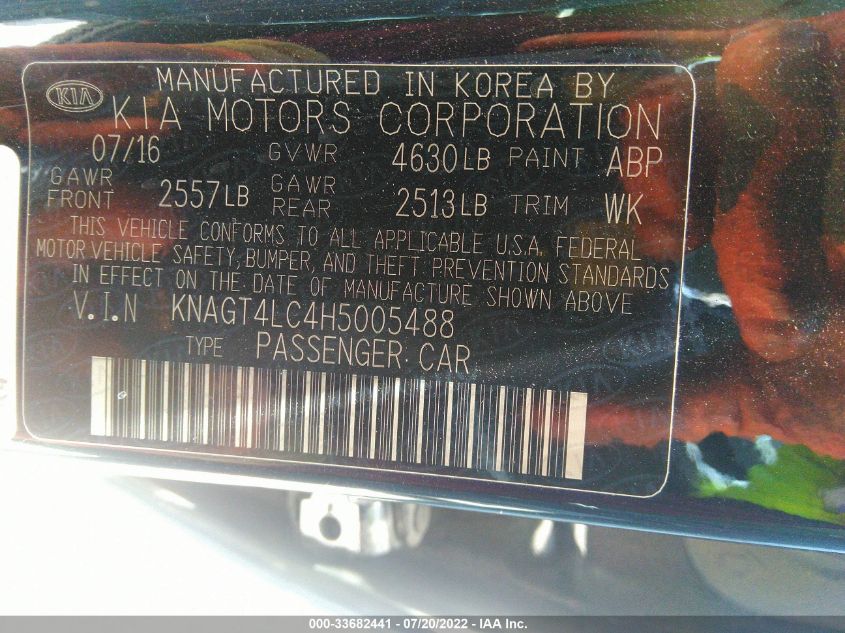 MANUFACTURED IN KOREA BY
KIA KIA MOTORS CORPORATION
07/16 GVWR 4630LB PAINT ABP
GAWR FRONT 2557LB GAWR REAR 2513LB TRIM WK
THIS VEHICLE CONFORMS TO ALL APPLICABLE U.S.A. FEDERAL
MOTOR VEHICLE SAFETY, BUMPER, AND THEFT PREVENTION STANDARDS
IN EFFECT ON THE DATE OF MANUFACTURE SHOWN ABOVE
V.I.N KNAGT4LC4H5005488
TYPE PASSENGER CAR
000-33682441 - 07/20/2022 - IAA Inc.